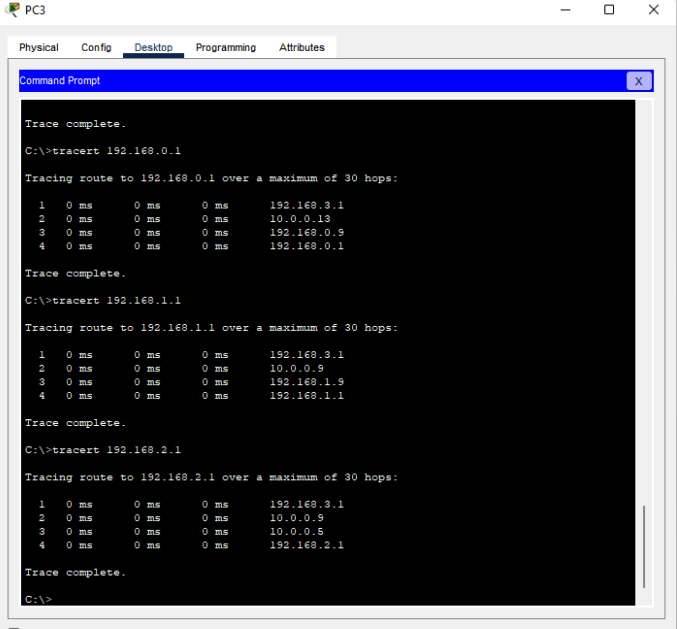 PC3
Physical Config Desktop Programming Attributes
Command Prompt
X
Trace complete.
C:\>tracert 192.168.0.1
Tracing route to 192.168.0.1 over a maximum of 30 hops:
1 0 ms 0 ms 0 ms 192.168.3.1
2 0 ms 0 ms 0 ms 10.0.0.13
3 0 ms 0 ms 0 ms 192.168.0.9
4 0 ms 0 ms 0 ms 192.168.0.1
Trace complete.
C:\>tracert 192.168.1.1
Tracing route to 192.168.1.1 over a maximum of 30 hops:
1 0 ms 0 ms 0 ms 192.168.3.1
2 0 ms 0 ms 0 ms 10.0.0.9
3 0 ms 0 ms 0 ms 192.168.1.9
4 0 ms 0 ms 0 ms 192.168.1.1
Trace complete.
C:\>tracert 192.168.2.1
Tracing route to 192.168.2.1 over a maximum of 30 hops:
1 0 ms 0 ms 0 ms 192.168.3.1
2 0 ms 0 ms 0 ms 10.0.0.9
3 0 ms 0 ms 0 ms 10.0.0.5
4 0 ms 0 ms 0 ms 192.168.2.1
Trace complete.
C:\>